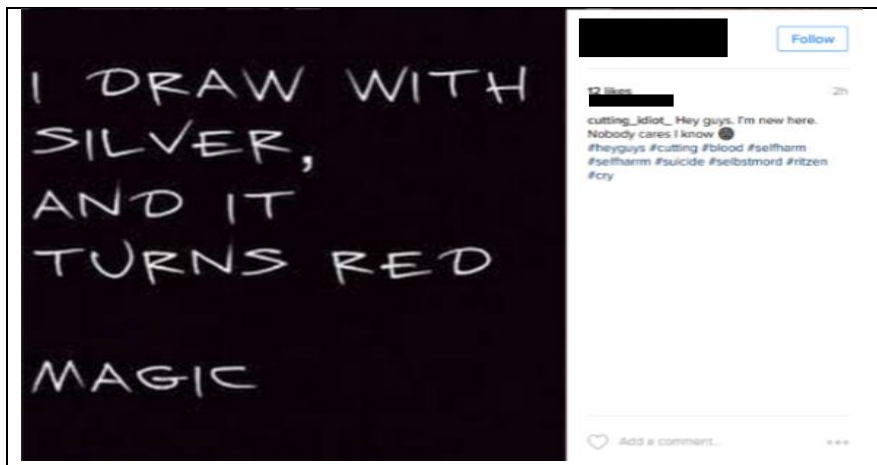 I DRAW WITH
SILVER,
AND IT
TURNS RED
MAGIC
Follow
12 likes
2h
cutting_idiot_ Hey guys. I'm new here.
Nobody cares I know
#heyguys #cutting #blood #selfharm
#selfharrm #suicide #selbstmord #ritzen
#cry
Add a comment...